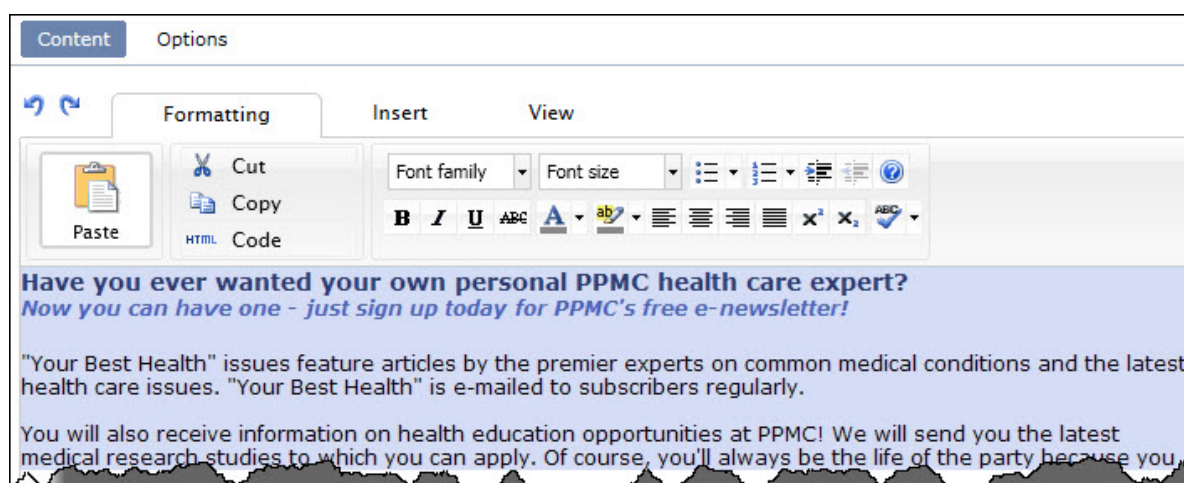 Content Options
Formatting Insert View
Paste
Cut
Copy
HTML Code
Font family Font size
B I U ABC A ab x² x₂ ABC
Have you ever wanted your own personal PPMC health care expert?
Now you can have one - just sign up today for PPMC's free e-newsletter!
"Your Best Health" issues feature articles by the premier experts on common medical conditions and the latest
health care issues. "Your Best Health" is e-mailed to subscribers regularly.
You will also receive information on health education opportunities at PPMC! We will send you the latest
medical research studies to which you can apply. Of course, you'll always be the life of the party because you